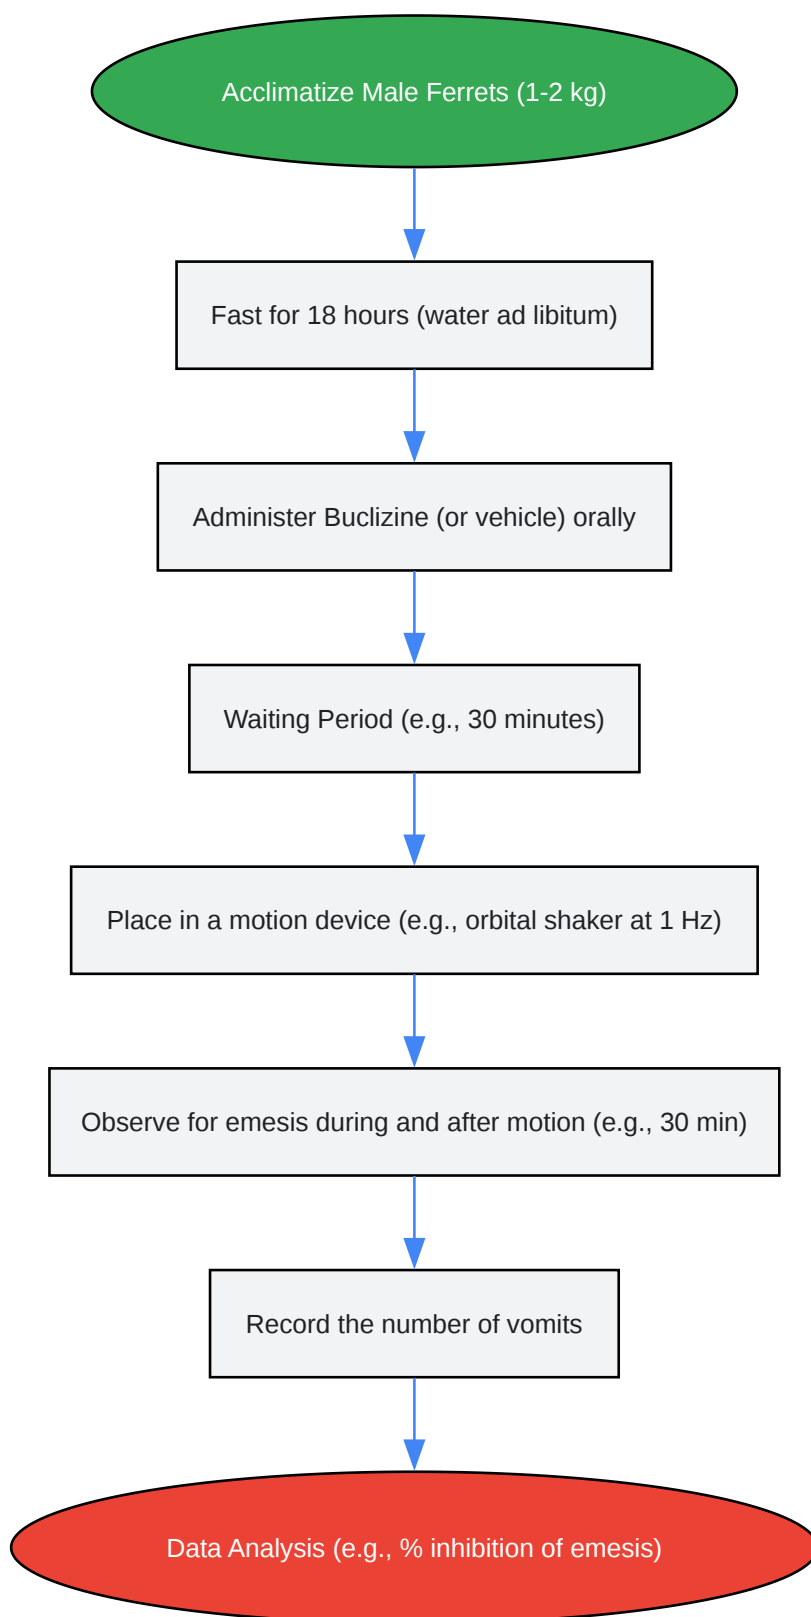 Acclimatize Male Ferrets (1-2 kg)
Fast for 18 hours (water ad libitum)
Administer Buclizine (or vehicle) orally
Waiting Period (e.g., 30 minutes)
Place in a motion device (e.g., orbital shaker at 1 Hz)
Observe for emesis during and after motion (e.g., 30 min)
Record the number of vomits
Data Analysis (e.g., % inhibition of emesis)